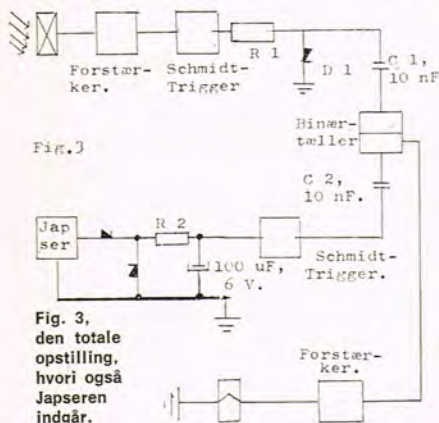 R 1
D 1
C 1,
10 nF.
Forstær-
ker.
Schmidt-
Trigger
Binær-
tæller
Fig.3
C 2,
10 nF.
Jap
ser
R 2
100 uF,
6 V.
Schmidt-
Trigger.
Fig. 3,
den totale
opstilling,
hvori også
Japseren
indgår.
Forstær-
ker.